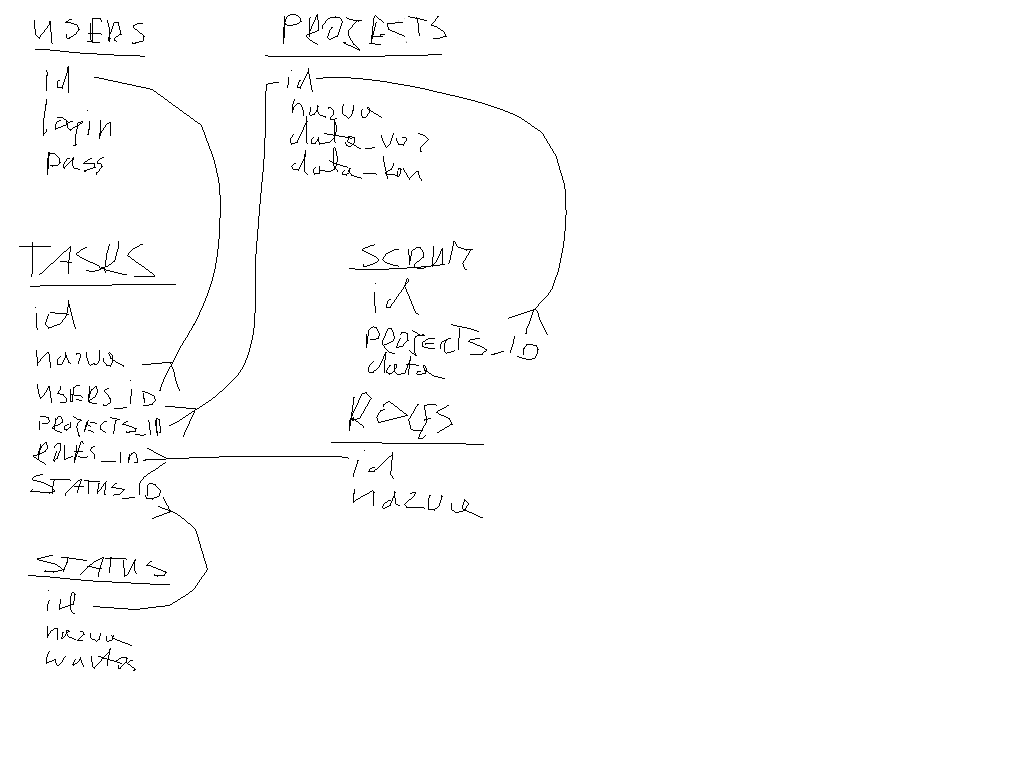 USERS
id
login
pass
PROJECTS
id
nazwa
data_roz
data_kon
TASKS
id
nazwa
USERS_ID
PROJECTS_ID
ROLES_ID
STATUS_ID
SCRUM
id
PROJECTS_ID
data
ROLES
id
nazwa
STATUS
id
nazwa
wartos